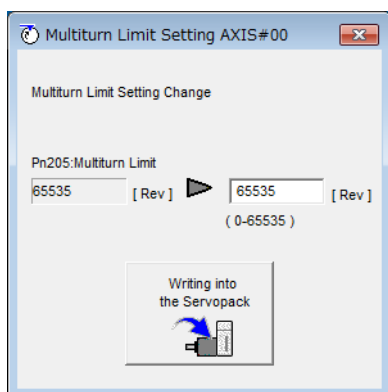 Multiturn Limit Setting AXIS#00
Multiturn Limit Setting Change
Pn205:Multiturn Limit
65535 [ Rev ] 65535 [ Rev ]
( 0-65535 )
Writing into
the Servopack